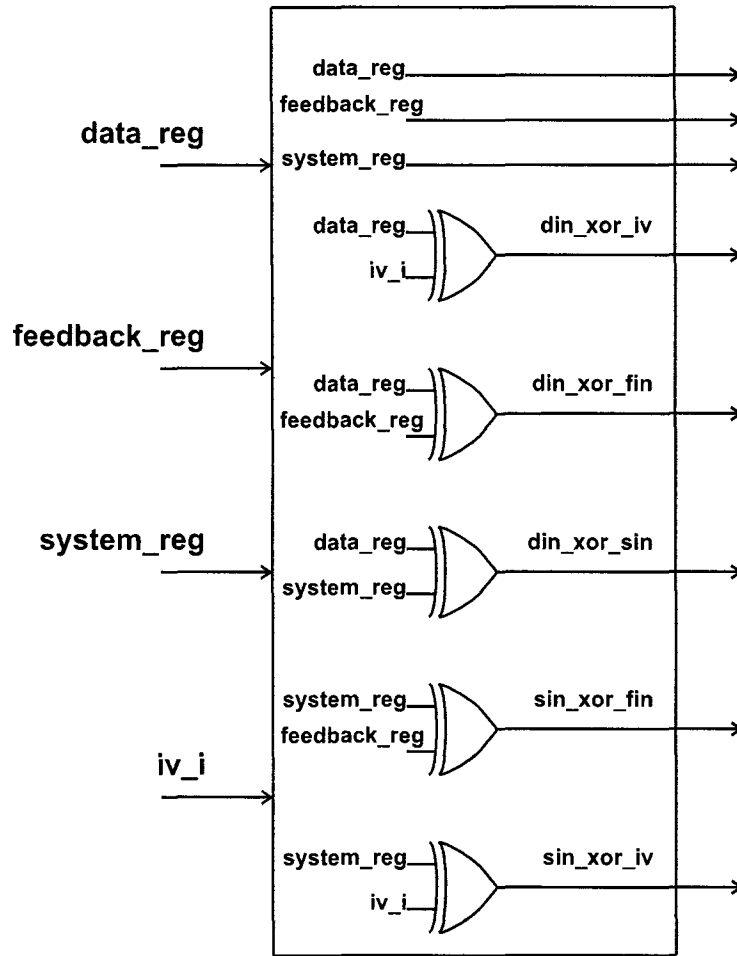 data_reg
feedback_reg
data_reg
system_reg
data_reg
din_xor_iv
iv_i
feedback_reg
data_reg
din_xor_fin
feedback_reg
system_reg
data_reg
din_xor_sin
system_reg
system_reg
sin_xor_fin
feedback_reg
iv_i
system_reg
sin_xor_iv
iv_i